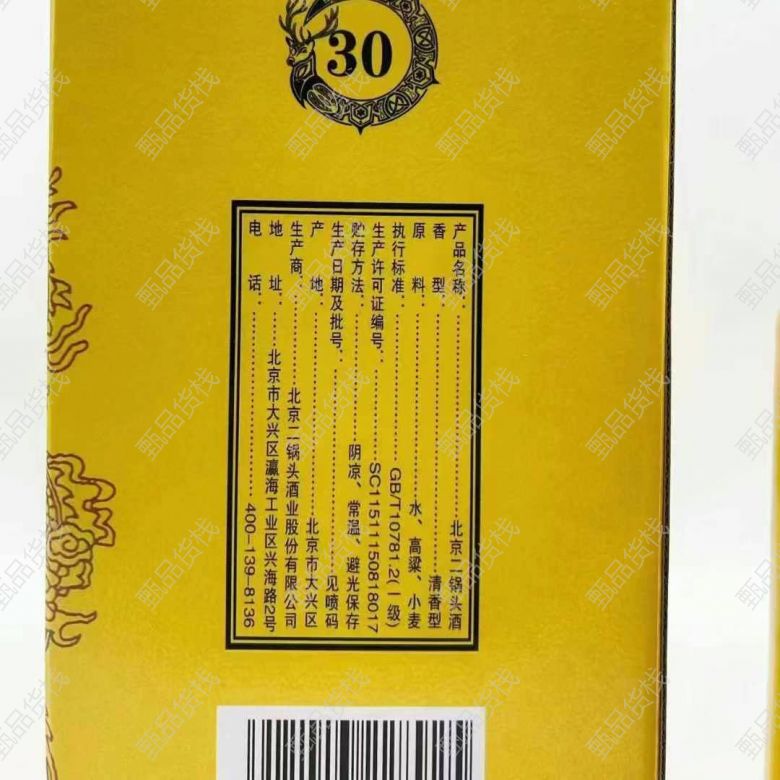 30
产品名称：北京二锅头酒
香型：清香型
原料：水、高粱、小麦
执行标准：GB/T10781.2(I级)
生产许可证编号：SC11511150818017
贮存方法：阴凉、常温、避光保存
生产日期及批号：见喷码
产地：北京市大兴区
生产商：北京二锅头酒业股份有限公司
地址：北京市大兴区瀛海工业区兴海路2号
电话：400-139-8136
甄品货栈